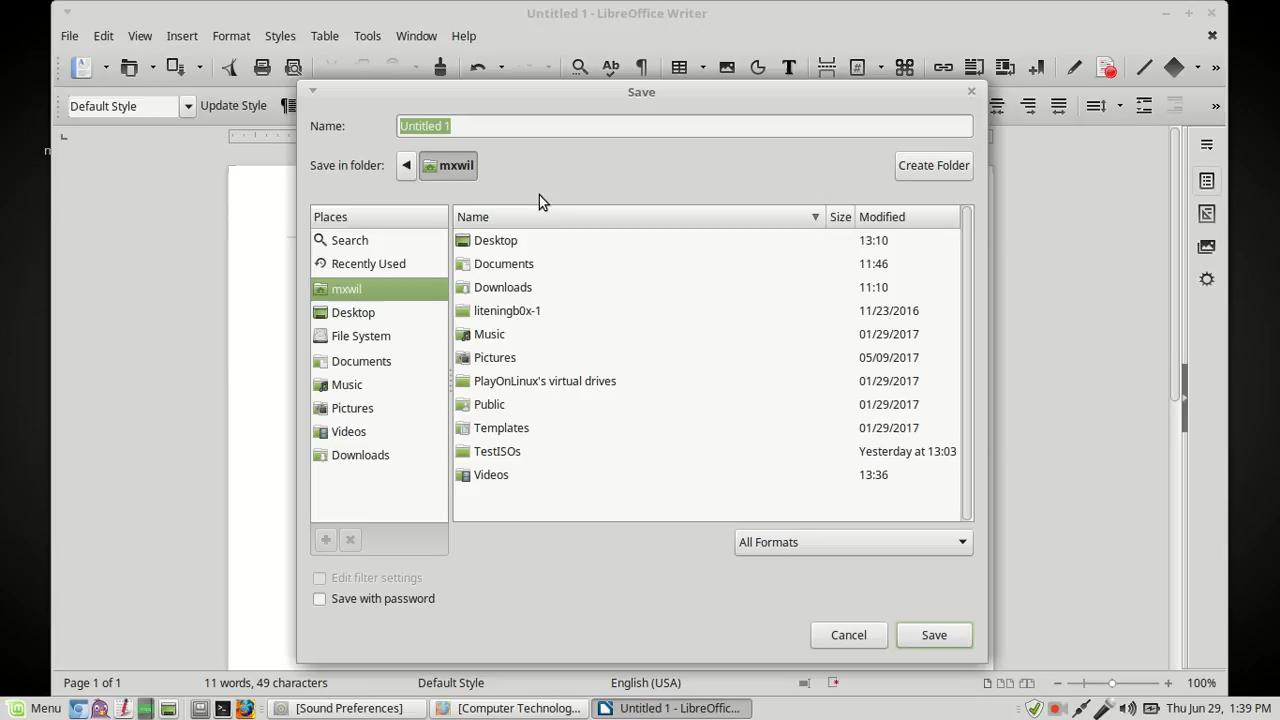 Untitled 1 - LibreOffice Writer
File Edit View Insert Format Styles Table Tools Window Help
Default Style Update Style
Save
Name: Untitled 1
Save in folder: mxwil Create Folder
Places
Search
Recently Used
mxwil
Desktop
File System
Documents
Music
Pictures
Videos
Downloads
Name Size Modified
Desktop 13:10
Documents 11:46
Downloads 11:10
liteningb0x-1 11/23/2016
Music 01/29/2017
Pictures 05/09/2017
PlayOnLinux's virtual drives 01/29/2017
Public 01/29/2017
Templates 01/29/2017
TestISOs Yesterday at 13:03
Videos 13:36
All Formats
Edit filter settings
Save with password
Cancel Save
Page 1 of 1 11 words, 49 characters Default Style English (USA) 100%
Menu [Sound Preferences] [Computer Technolog... Untitled 1 - LibreOffic... Thu Jun 29, 1:39 PM